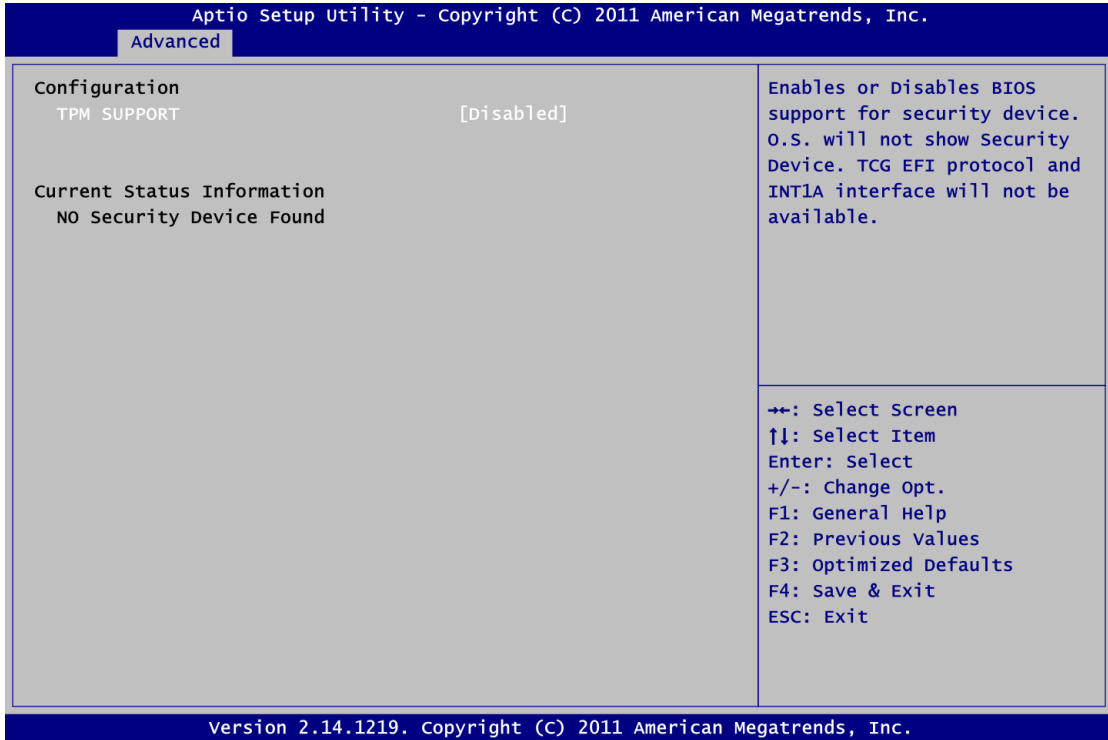 Aptio Setup Utility - Copyright (C) 2011 American Megatrends, Inc.
Advanced
Configuration
TPM SUPPORT [Disabled]
Current Status Information
NO Security Device Found
Enables or Disables BIOS
support for security device.
O.S. will not show Security
Device. TCG EFI protocol and
INT1A interface will not be
available.
→←: Select Screen
↑↓: Select Item
Enter: Select
+/-: Change Opt.
F1: General Help
F2: Previous Values
F3: Optimized Defaults
F4: Save & Exit
ESC: Exit
Version 2.14.1219. Copyright (C) 2011 American Megatrends, Inc.